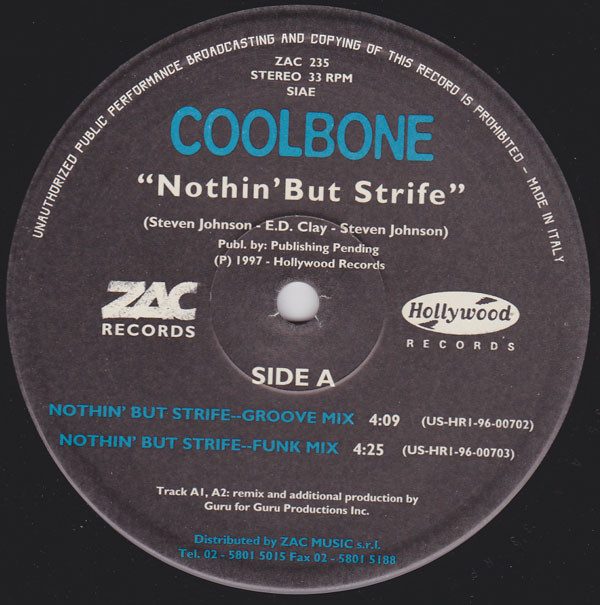 UNAUTHORIZED PUBLIC PERFORMANCE BROADCASTING AND COPYING OF THIS RECORD IS PROHIBITED - MADE IN ITALY
ZAC 235
STEREO 33 RPM
SIAE
COOLBONE
“Nothin’ But Strife”
(Steven Johnson - E.D. Clay - Steven Johnson)
Publ. by: Publishing Pending
(P) 1997 - Hollywood Records
ZAC
RECORDS
Hollywood
RECORDS
SIDE A
NOTHIN’ BUT STRIFE--GROOVE MIX 4:09 (US-HR1-96-00702)
NOTHIN’ BUT STRIFE--FUNK MIX 4:25 (US-HR1-96-00703)
Track A1, A2: remix and additional production by
Guru for Guru Productions Inc.
Distributed by ZAC MUSIC s.r.l.
Tel. 02 - 5801 5015 Fax 02 - 5801 5188